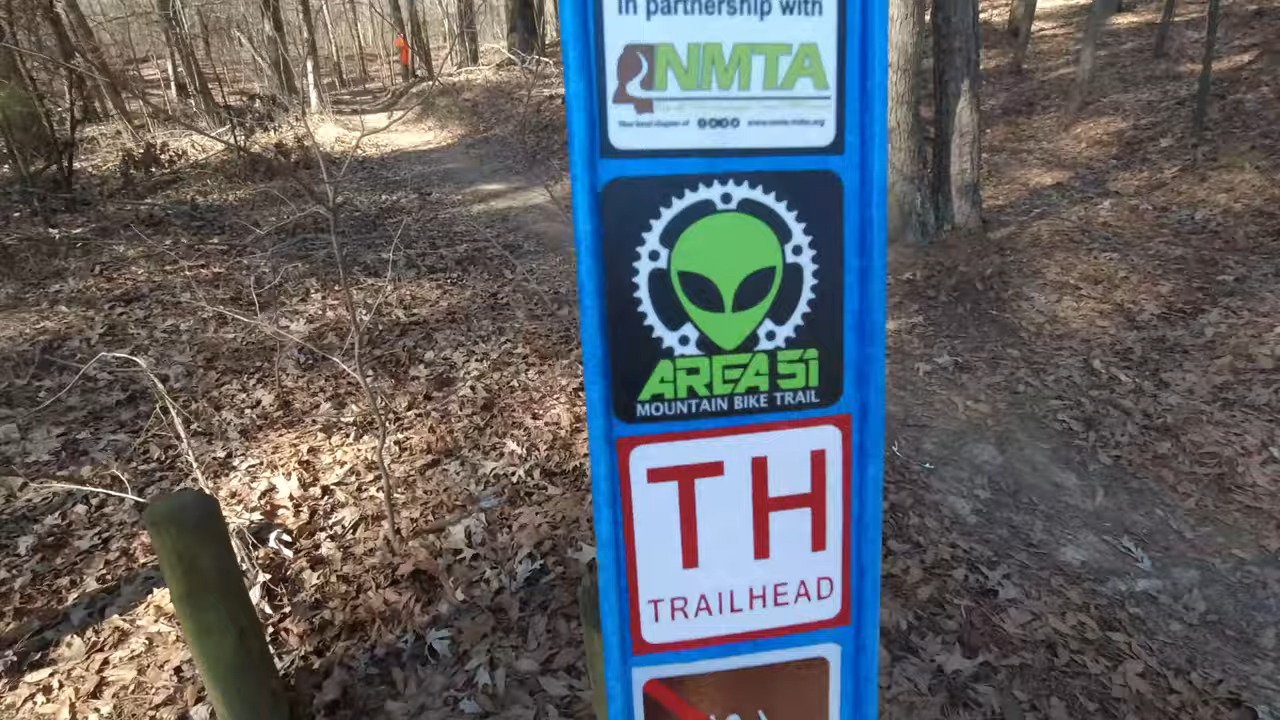 in partnership with
NMTA
AREA 51
MOUNTAIN BIKE TRAIL
TH
TRAILHEAD